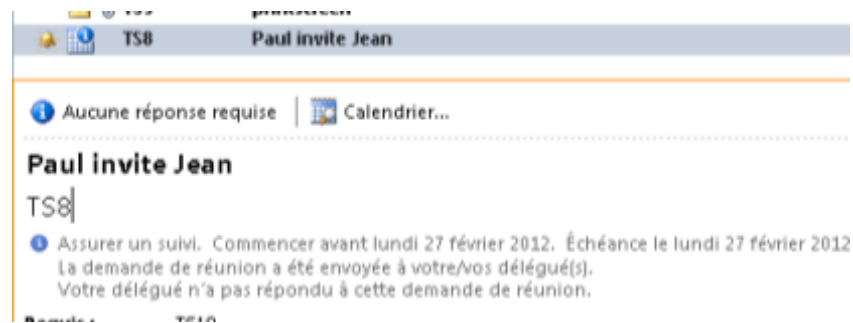 TS8 Paul invite Jean
Aucune réponse requise Calendrier...
Paul invite Jean
TS8
Assurer un suivi. Commencer avant lundi 27 février 2012. Échéance le lundi 27 février 2012
La demande de réunion a été envoyée à votre/vos délégué(s).
Votre délégué n'a pas répondu à cette demande de réunion.